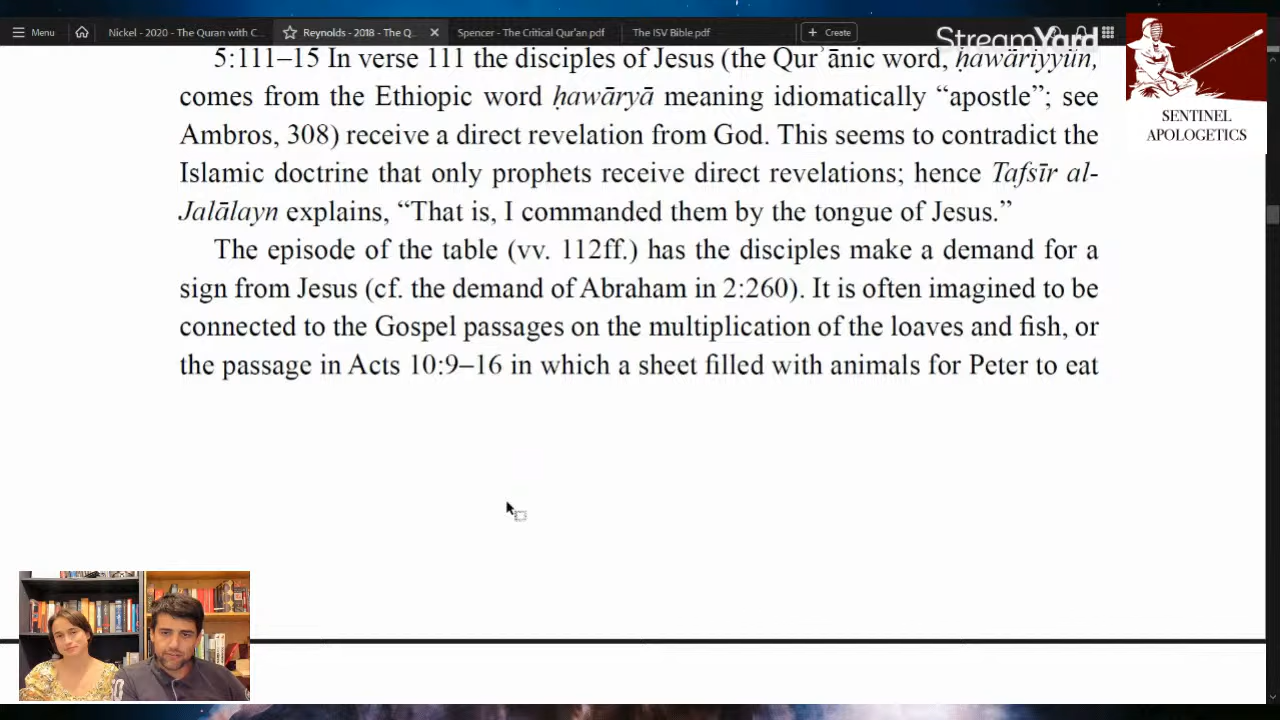 Menu
Nickel - 2020 - The Quran with C...
Reynolds - 2018 - The Q...
Spencer - The Critical Qur'an.pdf
The ISV Bible.pdf
Create
StreamYard
SENTINEL
APOLOGETICS
5:111–15 In verse 111 the disciples of Jesus (the Qurʾānic word, ḥawāriyyūn,
comes from the Ethiopic word ḥawāryā meaning idiomatically “apostle”; see
Ambros, 308) receive a direct revelation from God. This seems to contradict the
Islamic doctrine that only prophets receive direct revelations; hence Tafsīr al-
Jalālayn explains, “That is, I commanded them by the tongue of Jesus.”
The episode of the table (vv. 112ff.) has the disciples make a demand for a
sign from Jesus (cf. the demand of Abraham in 2:260). It is often imagined to be
connected to the Gospel passages on the multiplication of the loaves and fish, or
the passage in Acts 10:9–16 in which a sheet filled with animals for Peter to eat